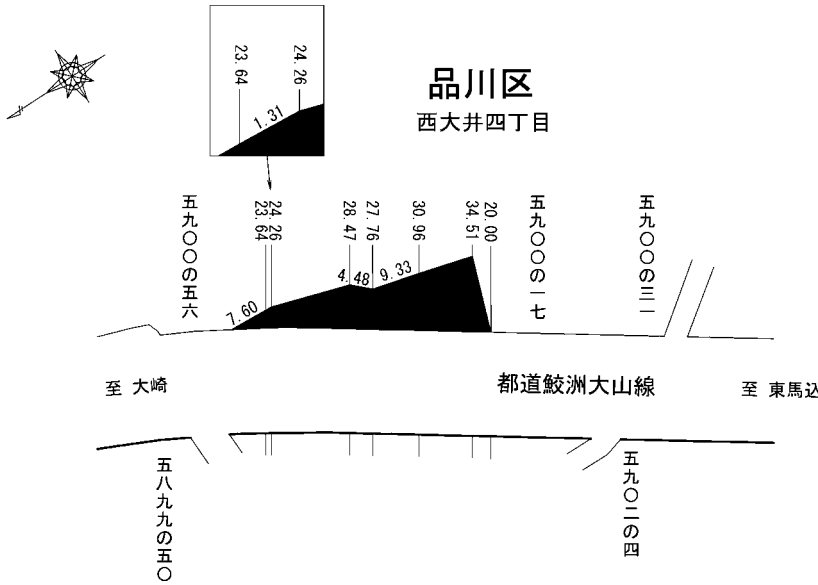 23.64
24.26
1.31
品川区
西大井四丁目
五九〇〇の五六
23.64
24.26
28.47
27.76
30.96
34.51
20.00
五九〇〇の一七
五九〇〇の三一
7.60
4.48
9.33
至 大崎
都道鮫洲大山線
至 東馬込
五八九九の五〇
五九〇二の四